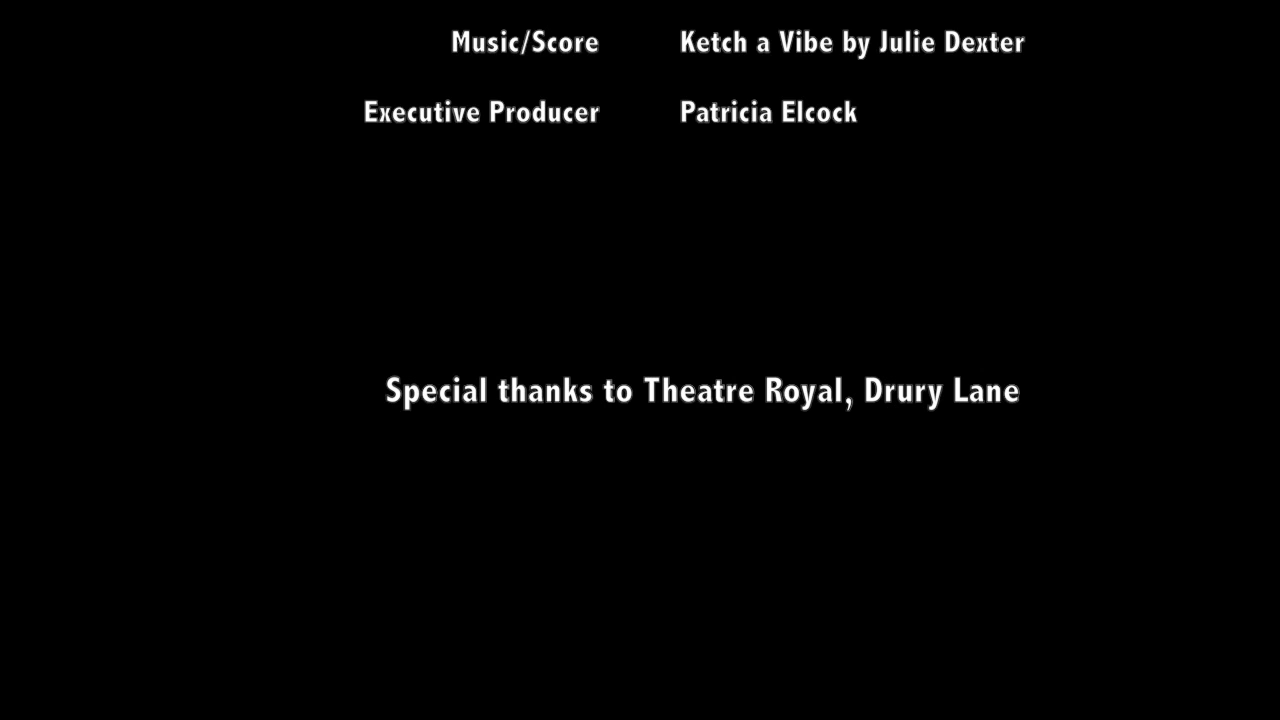 Music/Score Ketch a Vibe by Julie Dexter
Executive Producer Patricia Elcock
Special thanks to Theatre Royal, Drury Lane